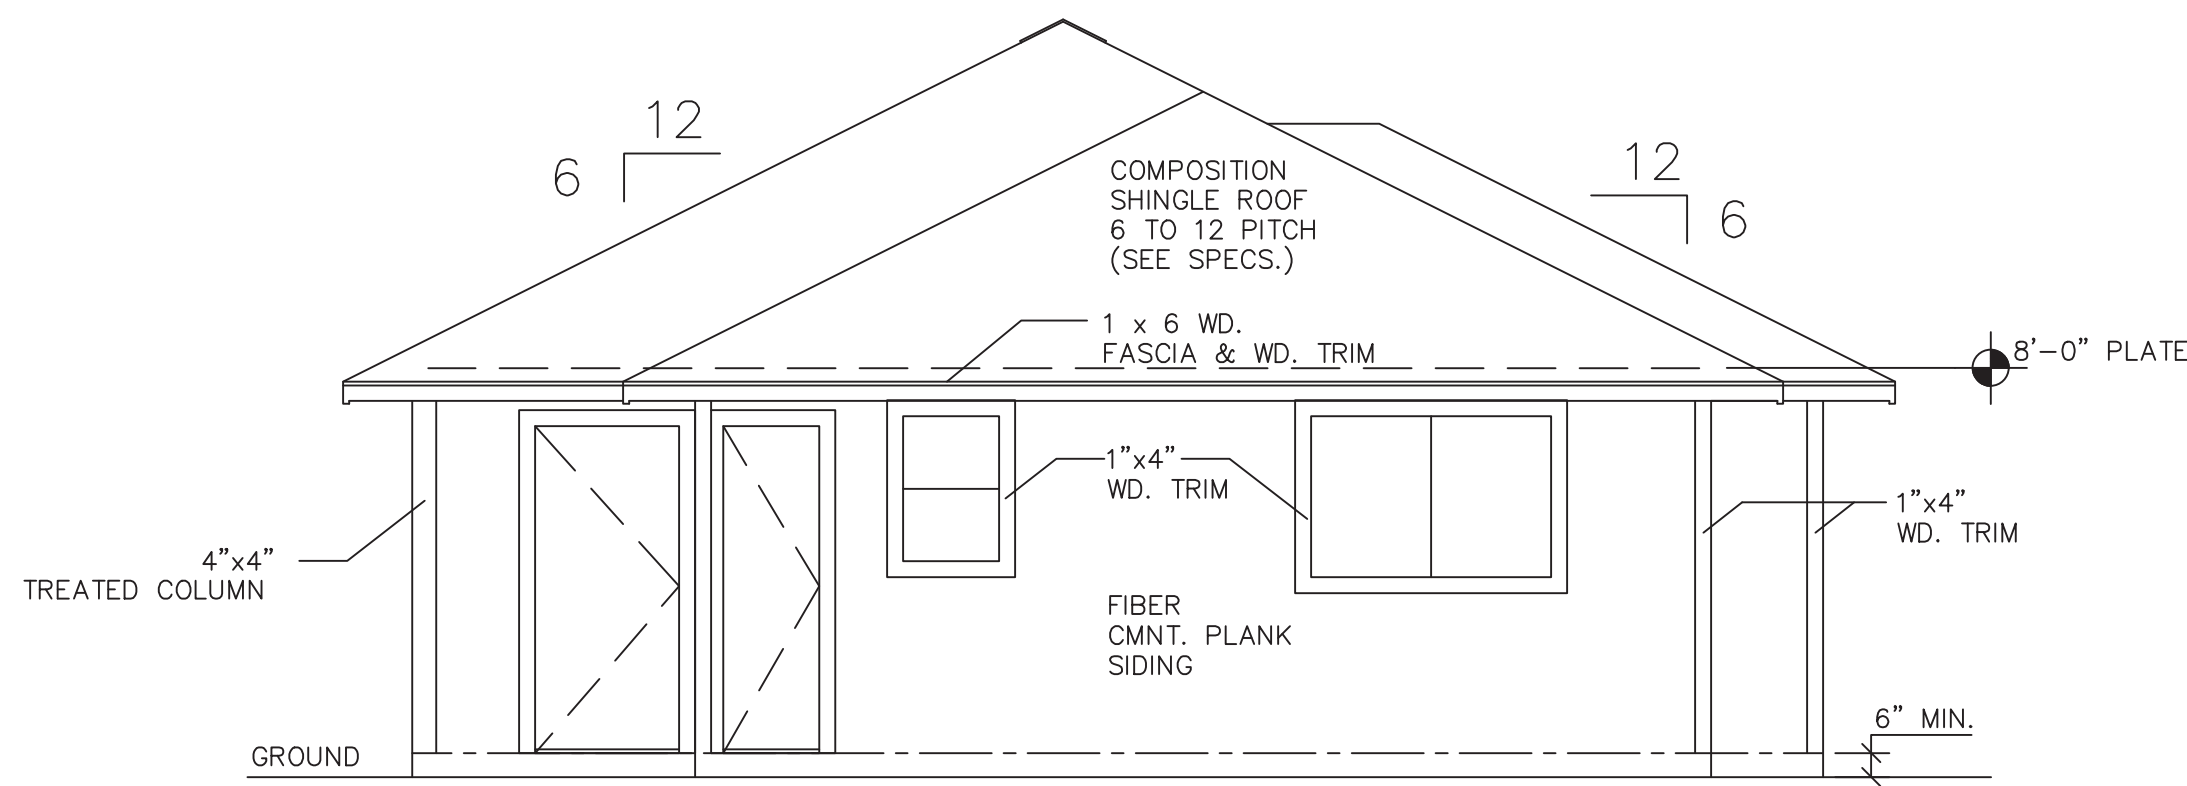 12
6
12
6
COMPOSITION
SHINGLE ROOF
6 TO 12 PITCH
(SEE SPECS.)
1 x 6 WD.
FASCIA & WD. TRIM
8'-0" PLATE
1"x4"
WD. TRIM
1"x4"
WD. TRIM
4"x4"
TREATED COLUMN
FIBER
CMNT. PLANK
SIDING
6" MIN.
GROUND